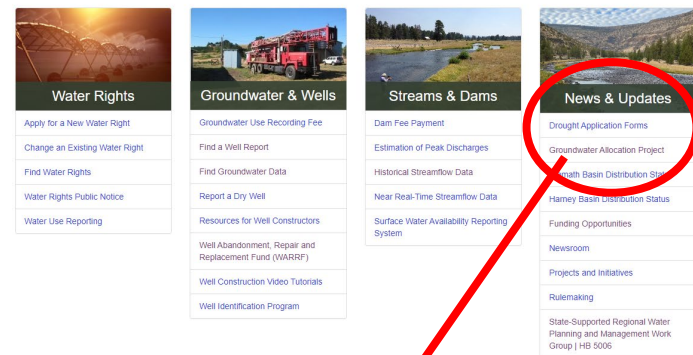 Water Rights
Apply for a New Water Right
Change an Existing Water Right
Find Water Rights
Water Rights Public Notice
Water Use Reporting
Groundwater & Wells
Groundwater Use Recording Fee
Find a Well Report
Find Groundwater Data
Report a Dry Well
Resources for Well Constructors
Well Abandonment, Repair and
Replacement Fund (WARRF)
Well Construction Video Tutorials
Well Identification Program
Streams & Dams
Dam Fee Payment
Estimation of Peak Discharges
Historical Streamflow Data
Near Real-Time Streamflow Data
Surface Water Availability Reporting
System
News & Updates
Drought Application Forms
Groundwater Allocation Project
Basin Distribution
Harney Basin Distribution Status
Funding Opportunities
Newsroom
Projects and Initiatives
Rulemaking
State-Supported Regional Water
Planning and Management Work
Group | HB 5006